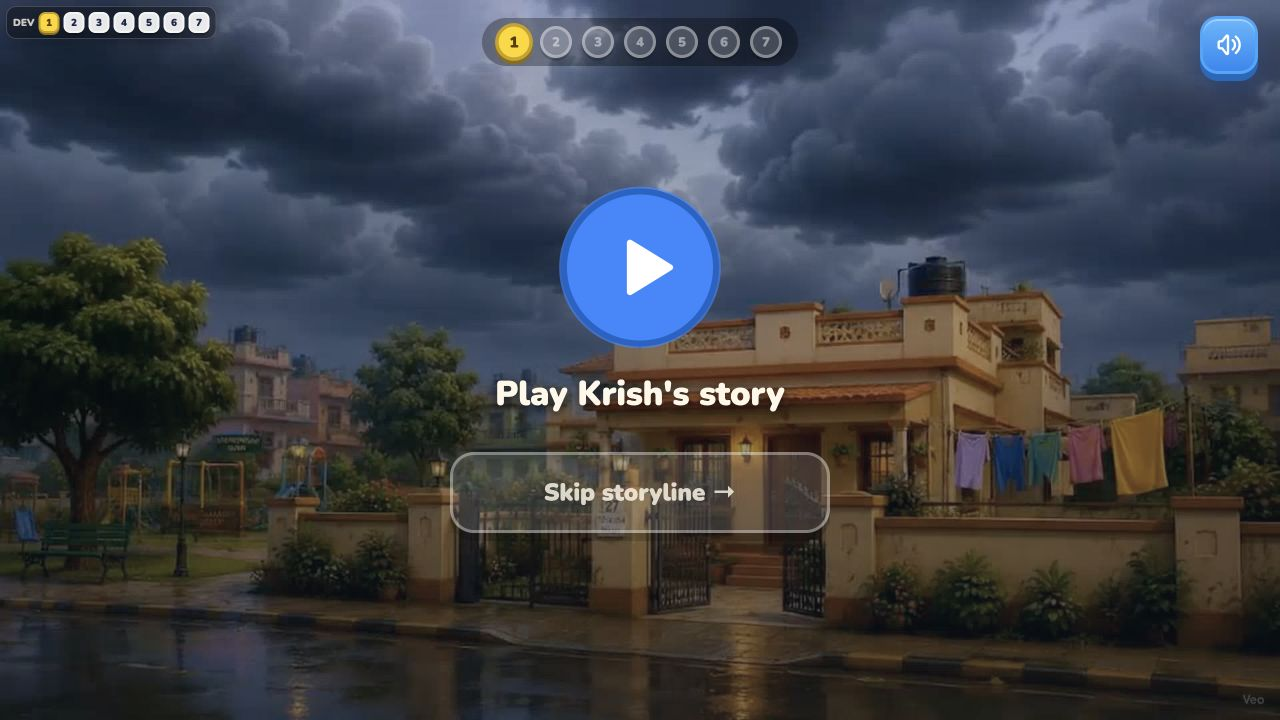 DEV 1 2 3 4 5 6 7
1 2 3 4 5 6 7
Play Krish's story
Skip storyline →
27
Veo